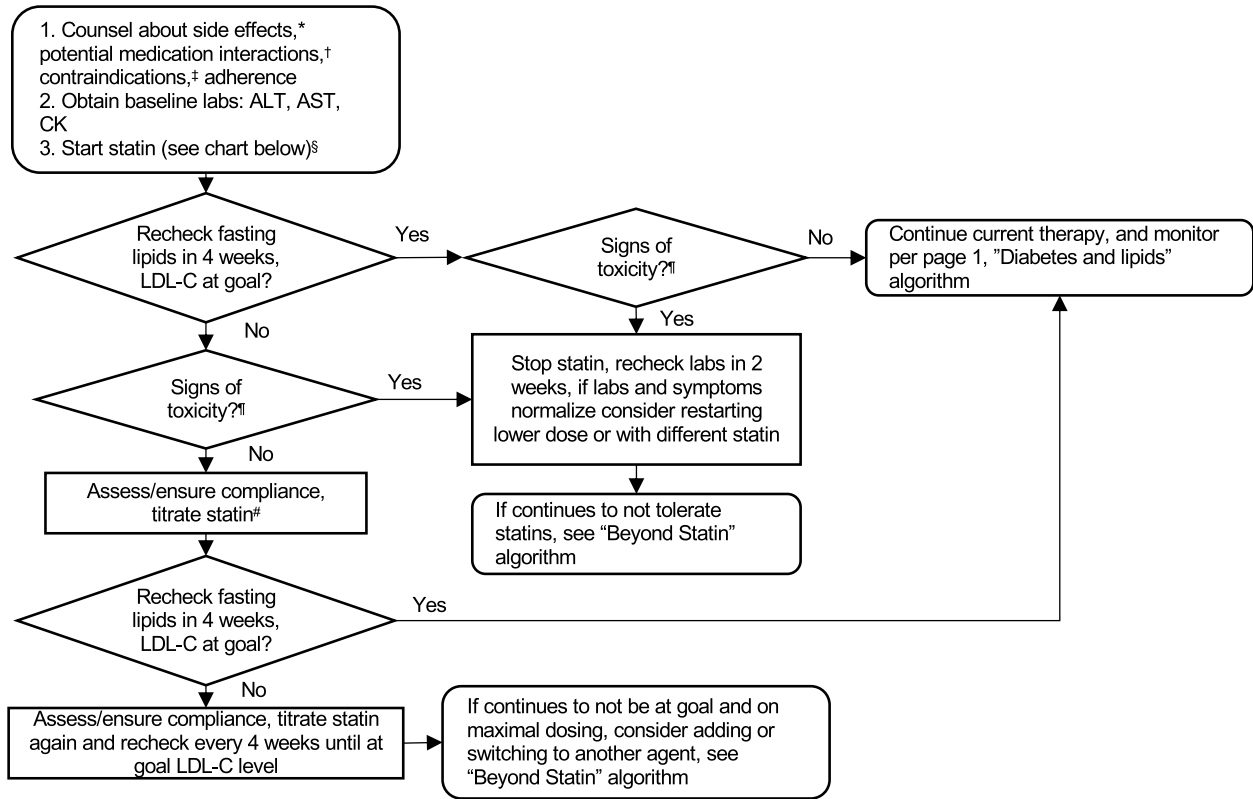 1. Counsel about side effects,*
potential medication interactions,†
contraindications,‡ adherence
2. Obtain baseline labs: ALT, AST,
CK
3. Start statin (see chart below)§
Recheck fasting
lipids in 4 weeks,
LDL-C at goal?
Yes
Signs of
toxicity?¶
No
Continue current therapy, and monitor
per page 1, ”Diabetes and lipids”
algorithm
No
Yes
Signs of
toxicity?¶
Yes
Stop statin, recheck labs in 2
weeks, if labs and symptoms
normalize consider restarting
lower dose or with different statin
No
Assess/ensure compliance,
titrate statin#
If continues to not tolerate
statins, see “Beyond Statin”
algorithm
Recheck fasting
lipids in 4 weeks,
LDL-C at goal?
Yes
No
Assess/ensure compliance, titrate statin
again and recheck every 4 weeks until at
goal LDL-C level
If continues to not be at goal and on
maximal dosing, consider adding or
switching to another agent, see
“Beyond Statin” algorithm